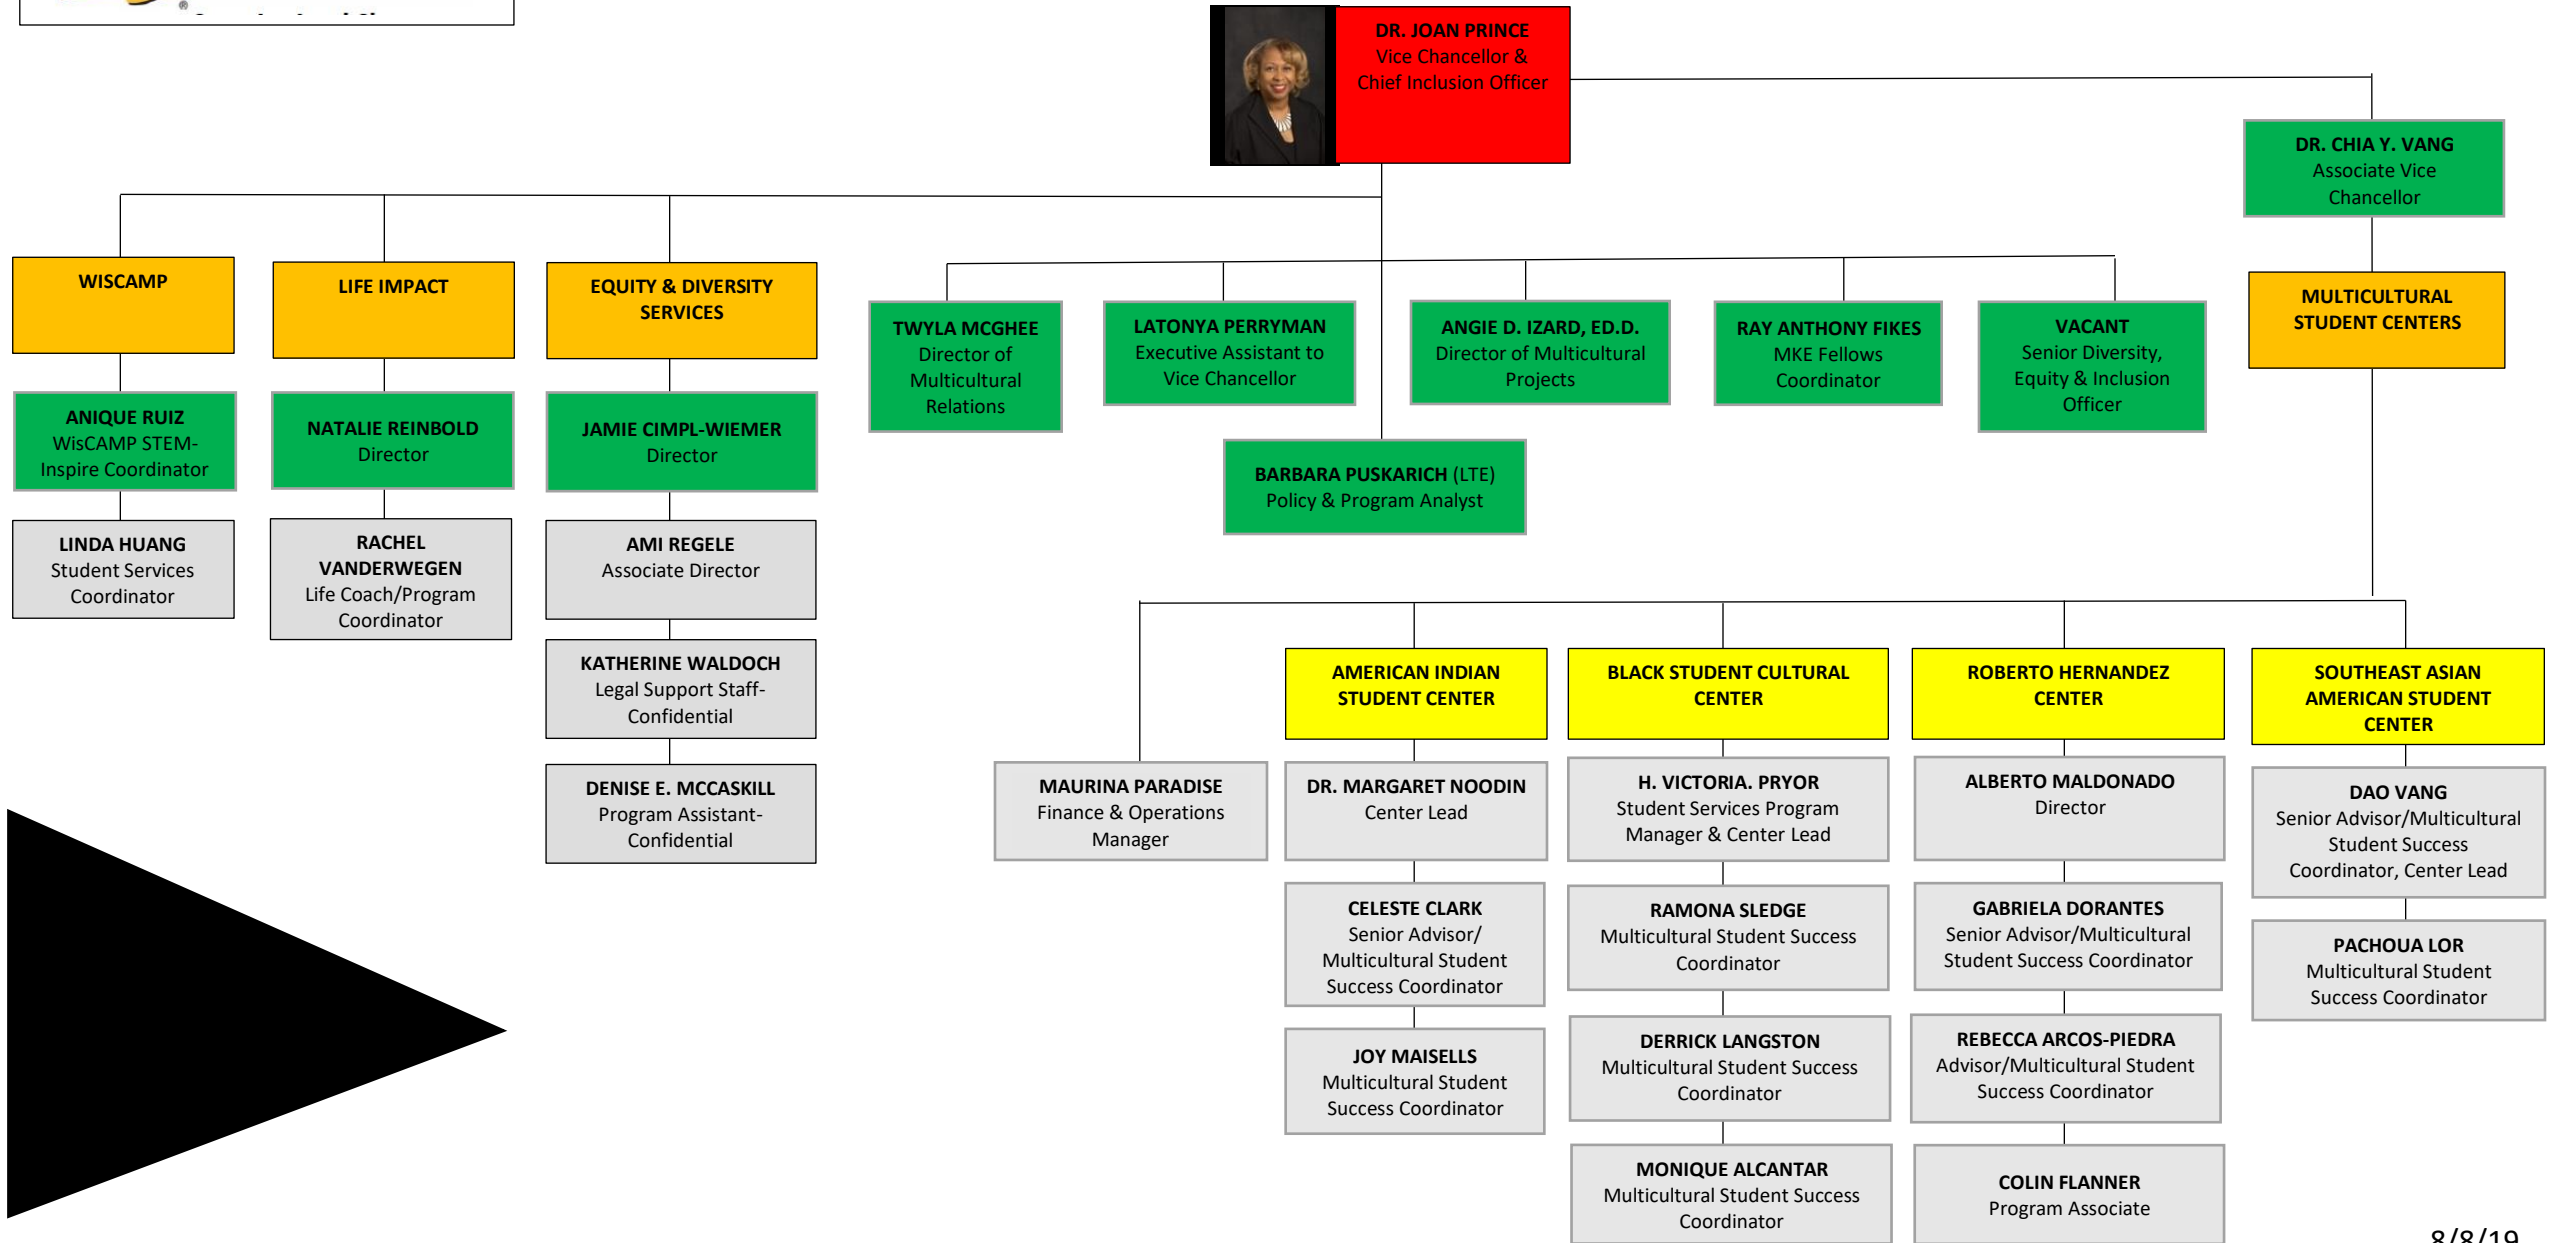 ®
DR. JOAN PRINCE
Vice Chancellor &
Chief Inclusion Officer
DR. CHIA Y. VANG
Associate Vice
Chancellor
WISCAMP
LIFE IMPACT
EQUITY & DIVERSITY
SERVICES
MULTICULTURAL
STUDENT CENTERS
TWYLA MCGHEE
Director of
Multicultural
Relations
LATONYA PERRYMAN
Executive Assistant to
Vice Chancellor
ANGIE D. IZARD, ED.D.
Director of Multicultural
Projects
RAY ANTHONY FIKES
MKE Fellows
Coordinator
VACANT
Senior Diversity,
Equity & Inclusion
Officer
ANIQUE RUIZ
WisCAMP STEM-
Inspire Coordinator
NATALIE REINBOLD
Director
JAMIE CIMPL-WIEMER
Director
BARBARA PUSKARICH (LTE)
Policy & Program Analyst
LINDA HUANG
Student Services
Coordinator
RACHEL
VANDERWEGEN
Life Coach/Program
Coordinator
AMI REGELE
Associate Director
KATHERINE WALDOCH
Legal Support Staff-
Confidential
DENISE E. MCCASKILL
Program Assistant-
Confidential
AMERICAN INDIAN
STUDENT CENTER
BLACK STUDENT CULTURAL
CENTER
ROBERTO HERNANDEZ
CENTER
SOUTHEAST ASIAN
AMERICAN STUDENT
CENTER
MAURINA PARADISE
Finance & Operations
Manager
DR. MARGARET NOODIN
Center Lead
H. VICTORIA. PRYOR
Student Services Program
Manager & Center Lead
ALBERTO MALDONADO
Director
DAO VANG
Senior Advisor/Multicultural
Student Success
Coordinator, Center Lead
CELESTE CLARK
Senior Advisor/
Multicultural Student
Success Coordinator
RAMONA SLEDGE
Multicultural Student Success
Coordinator
GABRIELA DORANTES
Senior Advisor/Multicultural
Student Success Coordinator
PACHOUA LOR
Multicultural Student
Success Coordinator
JOY MAISELLS
Multicultural Student
Success Coordinator
DERRICK LANGSTON
Multicultural Student Success
Coordinator
REBECCA ARCOS-PIEDRA
Advisor/Multicultural Student
Success Coordinator
MONIQUE ALCANTAR
Multicultural Student Success
Coordinator
COLIN FLANNER
Program Associate
8/8/19